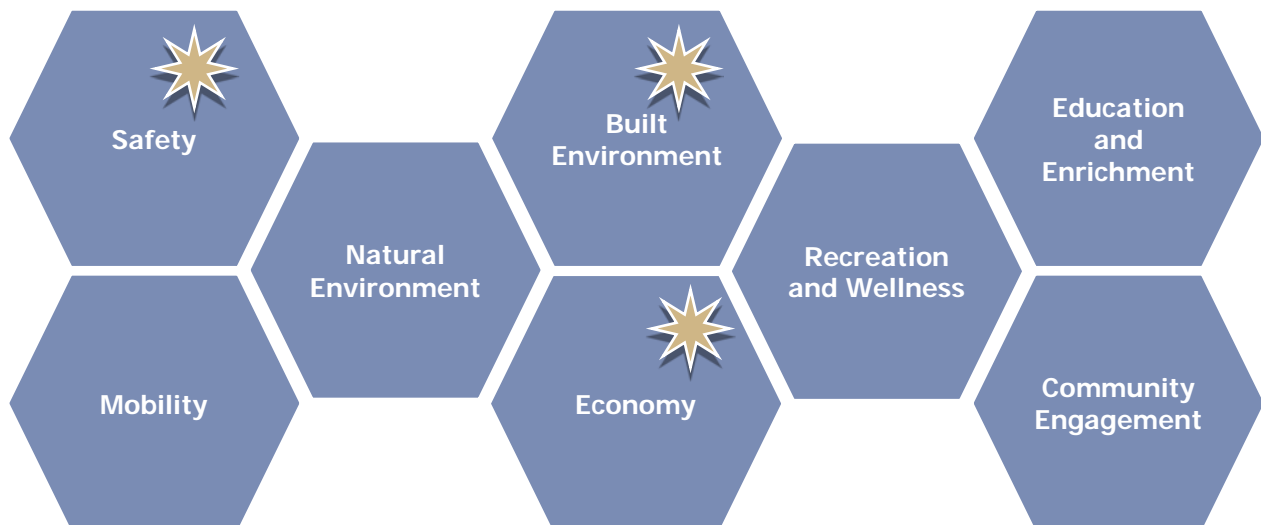 Safety
Built
Environment
Education
and
Enrichment
Natural
Environment
Recreation
and Wellness
Mobility
Economy
Community
Engagement